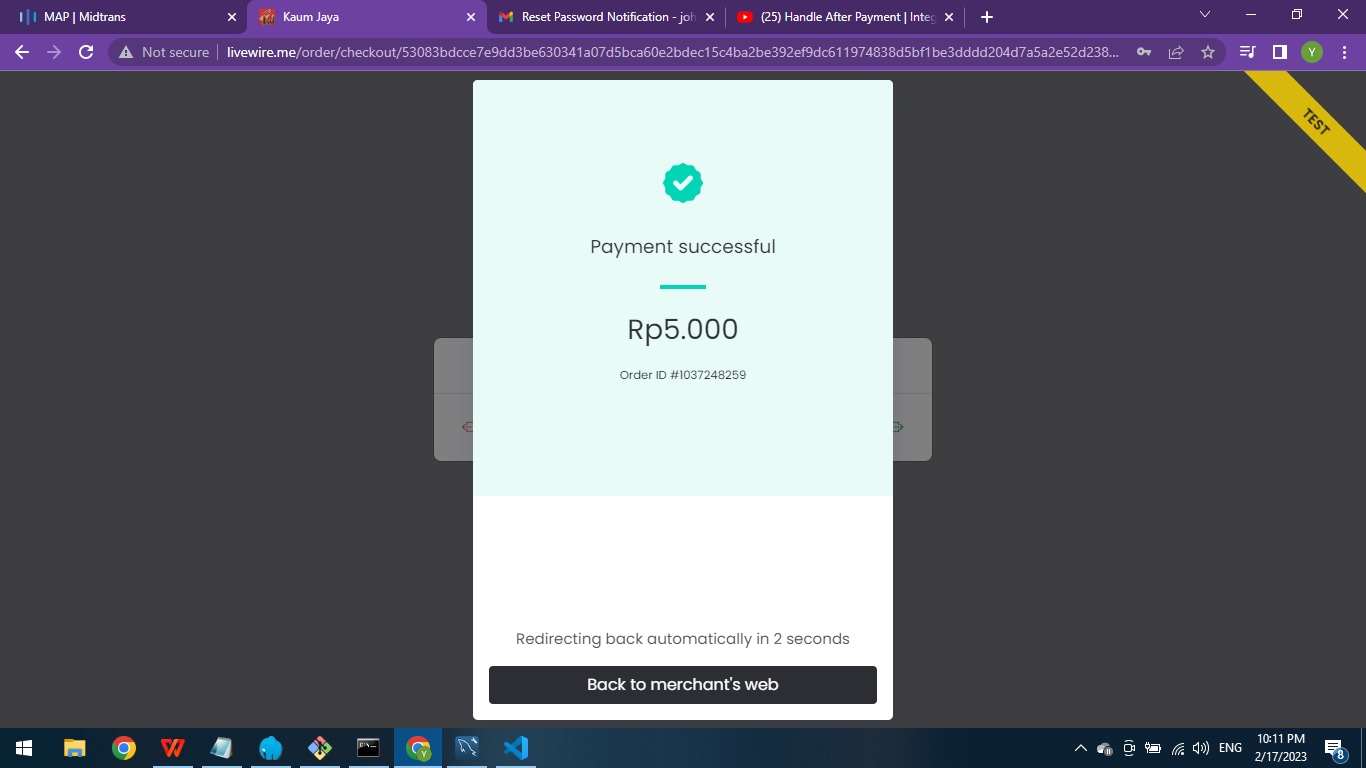 MAP | Midtrans
Kaum Jaya
Reset Password Notification - joh
(25) Handle After Payment | Integ
Not secure
livewire.me/order/checkout/53083bdcce7e9dd3be630341a07d5bca60e2bdec15c4ba2be392ef9dc611974838d5bf1be3dddd204d7a5a2e52d238...
Y
TEST
Payment successful
Rp5.000
Order ID #1037248259
Redirecting back automatically in 2 seconds
Back to merchant's web
ENG
10:11 PM
2/17/2023
8